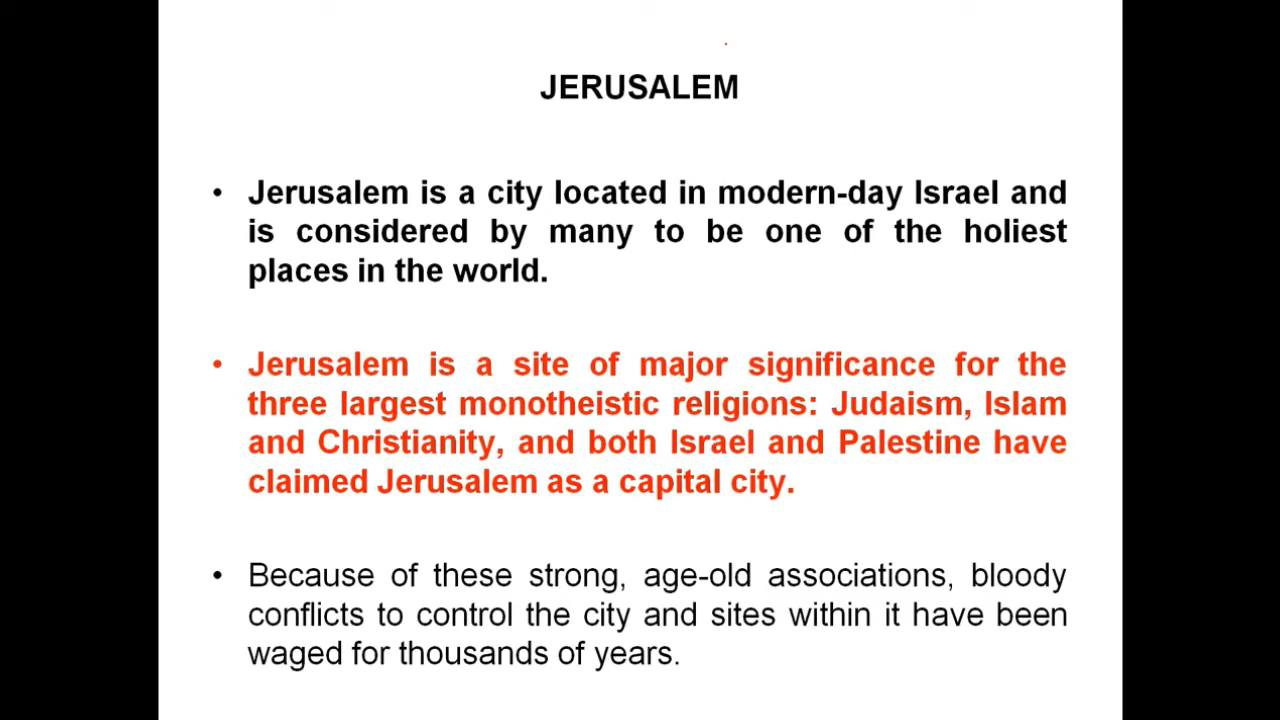 JERUSALEM
• Jerusalem is a city located in modern-day Israel and
is considered by many to be one of the holiest
places in the world.
• Jerusalem is a site of major significance for the
three largest monotheistic religions: Judaism, Islam
and Christianity, and both Israel and Palestine have
claimed Jerusalem as a capital city.
• Because of these strong, age-old associations, bloody
conflicts to control the city and sites within it have been
waged for thousands of years.